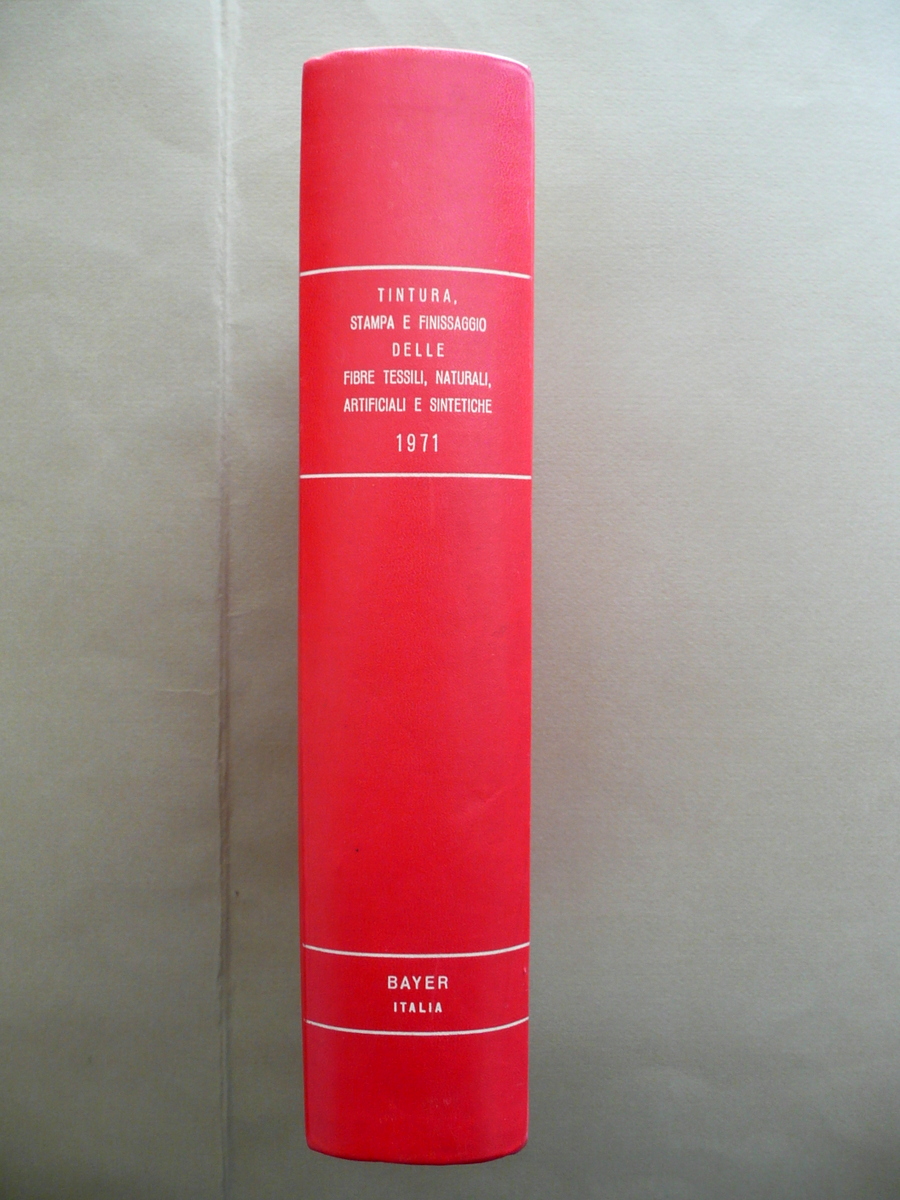 TINTURA,
STAMPA E FINISSAGGIO
DELLE
FIBRE TESSILI, NATURALI,
ARTIFICIALI E SINTETICHE
1971
BAYER
ITALIA